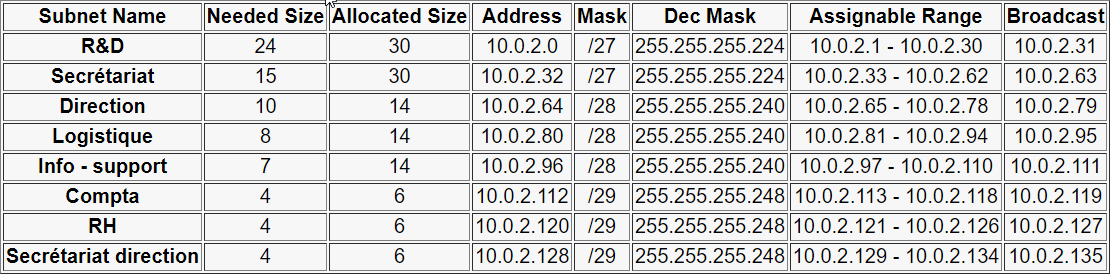 Subnet Name Needed Size Allocated Size Address Mask Dec Mask Assignable Range Broadcast
R&D 24 30 10.0.2.0 /27 255.255.255.224 10.0.2.1 - 10.0.2.30 10.0.2.31
Secrétariat 15 30 10.0.2.32 /27 255.255.255.224 10.0.2.33 - 10.0.2.62 10.0.2.63
Direction 10 14 10.0.2.64 /28 255.255.255.240 10.0.2.65 - 10.0.2.78 10.0.2.79
Logistique 8 14 10.0.2.80 /28 255.255.255.240 10.0.2.81 - 10.0.2.94 10.0.2.95
Info - support 7 14 10.0.2.96 /28 255.255.255.240 10.0.2.97 - 10.0.2.110 10.0.2.111
Compta 4 6 10.0.2.112 /29 255.255.255.248 10.0.2.113 - 10.0.2.118 10.0.2.119
RH 4 6 10.0.2.120 /29 255.255.255.248 10.0.2.121 - 10.0.2.126 10.0.2.127
Secrétariat direction 4 6 10.0.2.128 /29 255.255.255.248 10.0.2.129 - 10.0.2.134 10.0.2.135